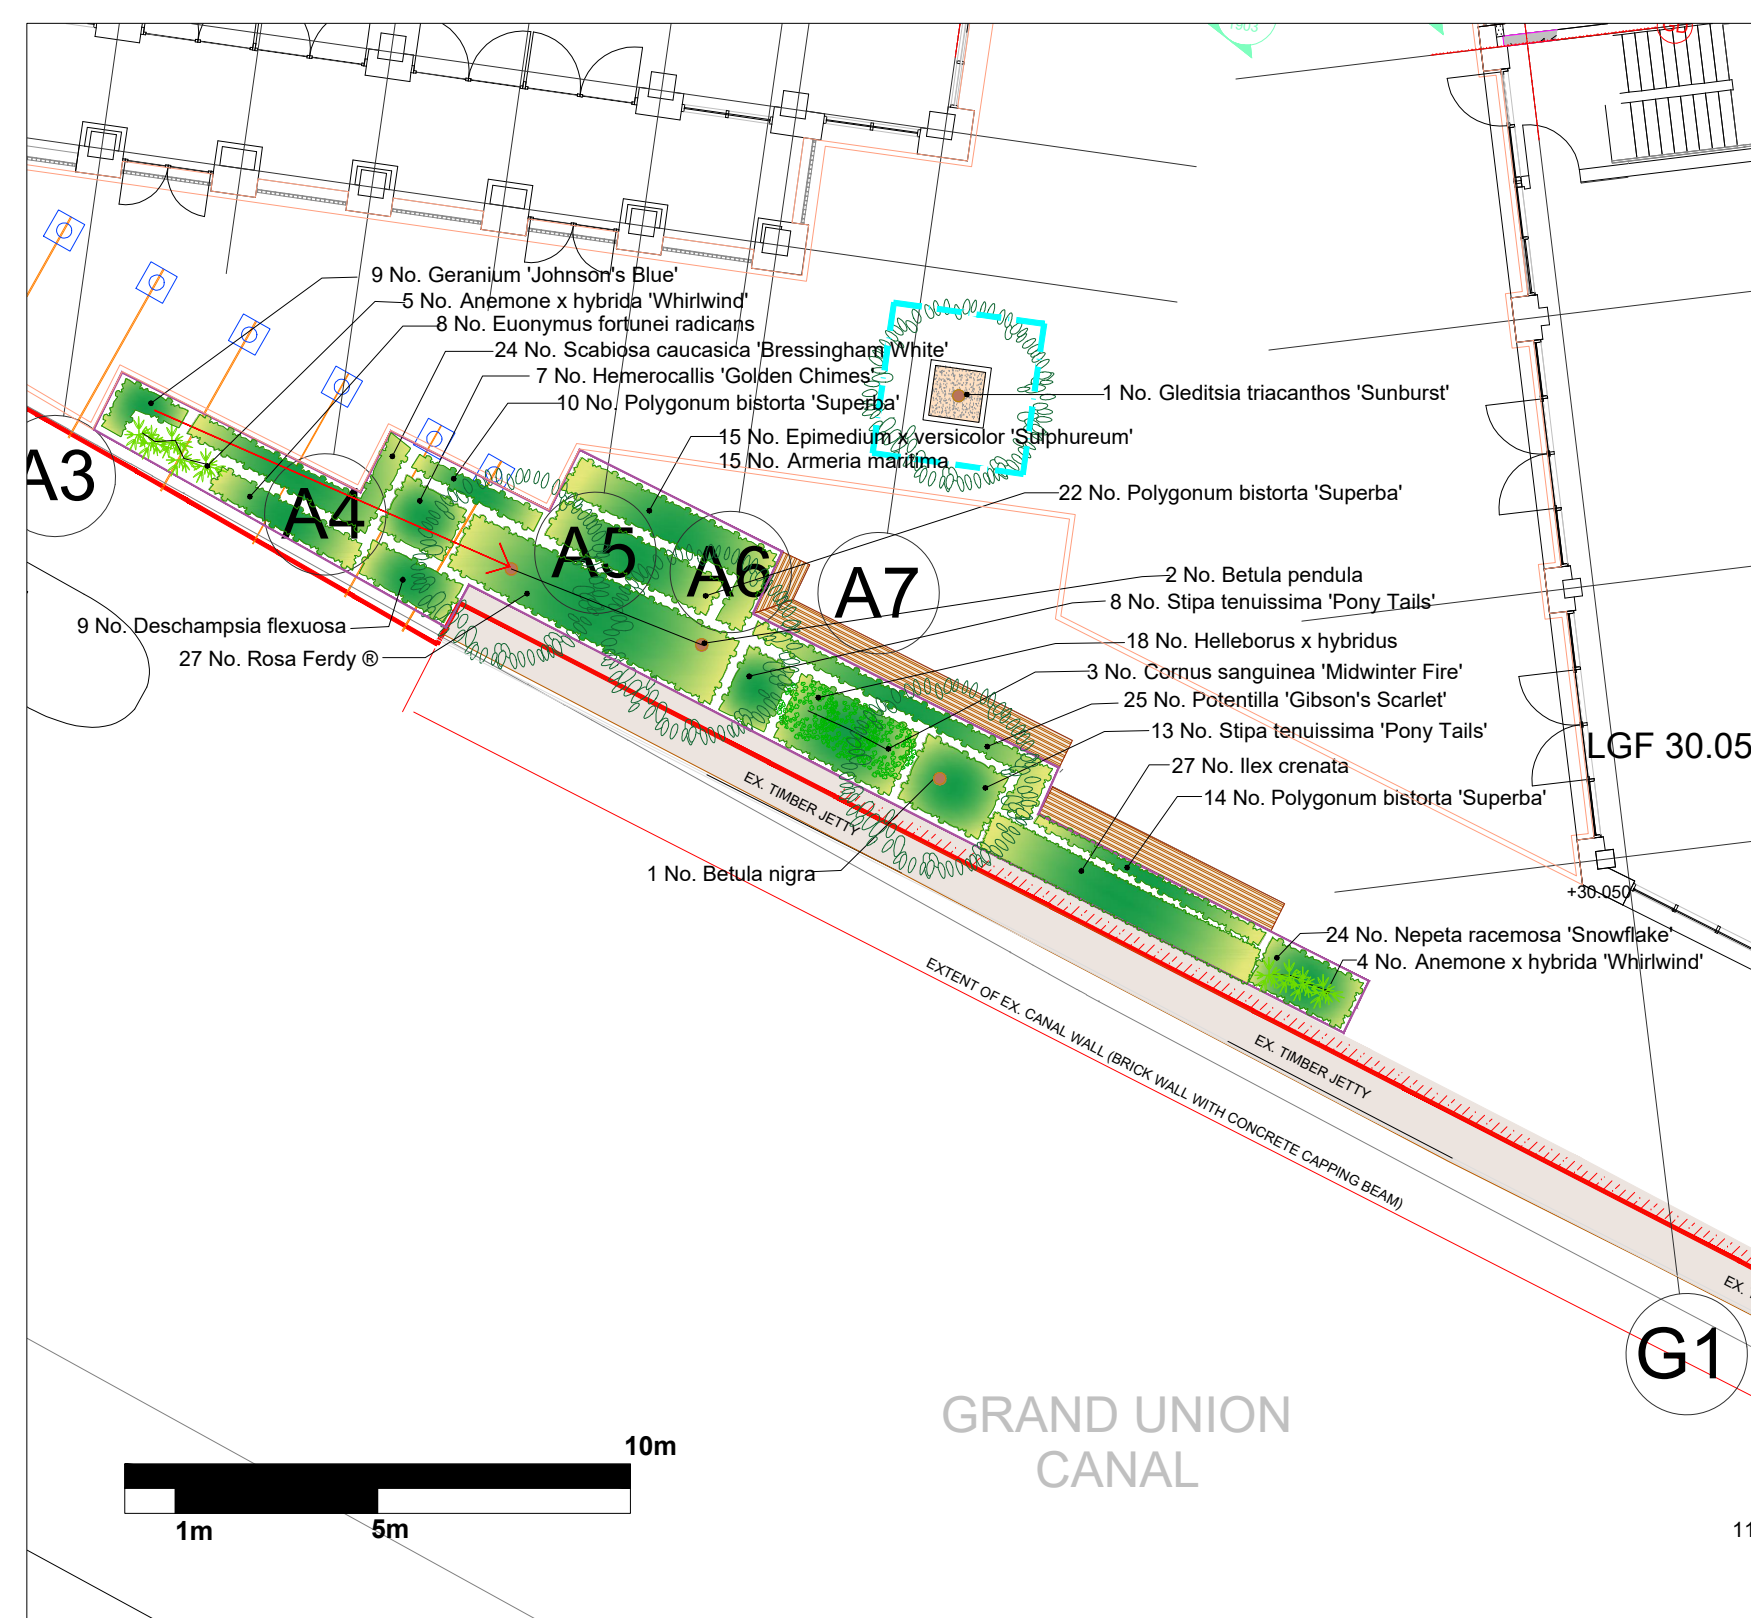 1903
9 No. Geranium 'Johnson's Blue'
5 No. Anemone x hybrida 'Whirlwind'
8 No. Euonymus fortunei radicans
24 No. Scabiosa caucasica 'Bressingham White'
7 No. Hemerocallis 'Golden Chimes'
10 No. Polygonum bistorta 'Superba'
1 No. Gleditsia triacanthos 'Sunburst'
15 No. Epimedium x versicolor 'Sulphureum'
15 No. Armeria maritima
22 No. Polygonum bistorta 'Superba'
A3
A4
A5
A6
A7
2 No. Betula pendula
8 No. Stipa tenuissima 'Pony Tails'
9 No. Deschampsia flexuosa
27 No. Rosa Ferdy ®
18 No. Helleborus x hybridus
3 No. Cornus sanguinea 'Midwinter Fire'
25 No. Potentilla 'Gibson's Scarlet'
13 No. Stipa tenuissima 'Pony Tails'
LGF 30.05
27 No. Ilex crenata
14 No. Polygonum bistorta 'Superba'
EX. TIMBER JETTY
1 No. Betula nigra
+30.050
24 No. Nepeta racemosa 'Snowflake'
4 No. Anemone x hybrida 'Whirlwind'
EXTENT OF EX. CANAL WALL (BRICK WALL WITH CONCRETE CAPPING BEAM)
EX. TIMBER JETTY
EX.
G1
GRAND UNION
CANAL
10m
1m
5m
11